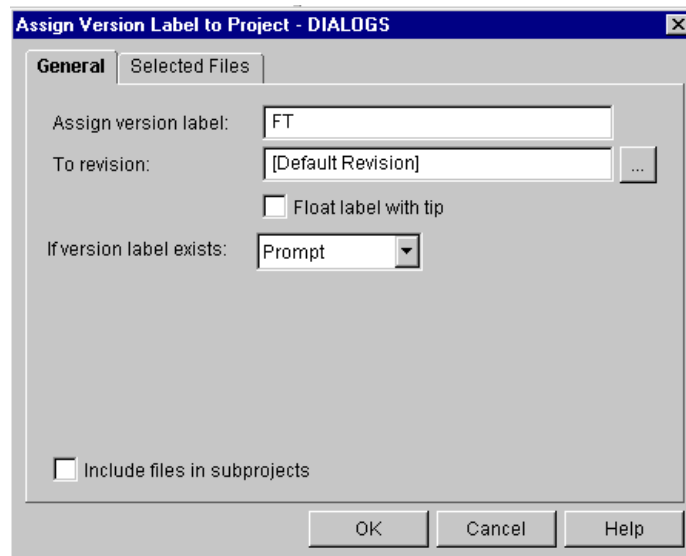 Assign Version Label to Project - DIALOGS
General Selected Files
Assign version label: FT
To revision: [Default Revision] ...
Float label with tip
If version label exists: Prompt
Include files in subprojects
OK Cancel Help